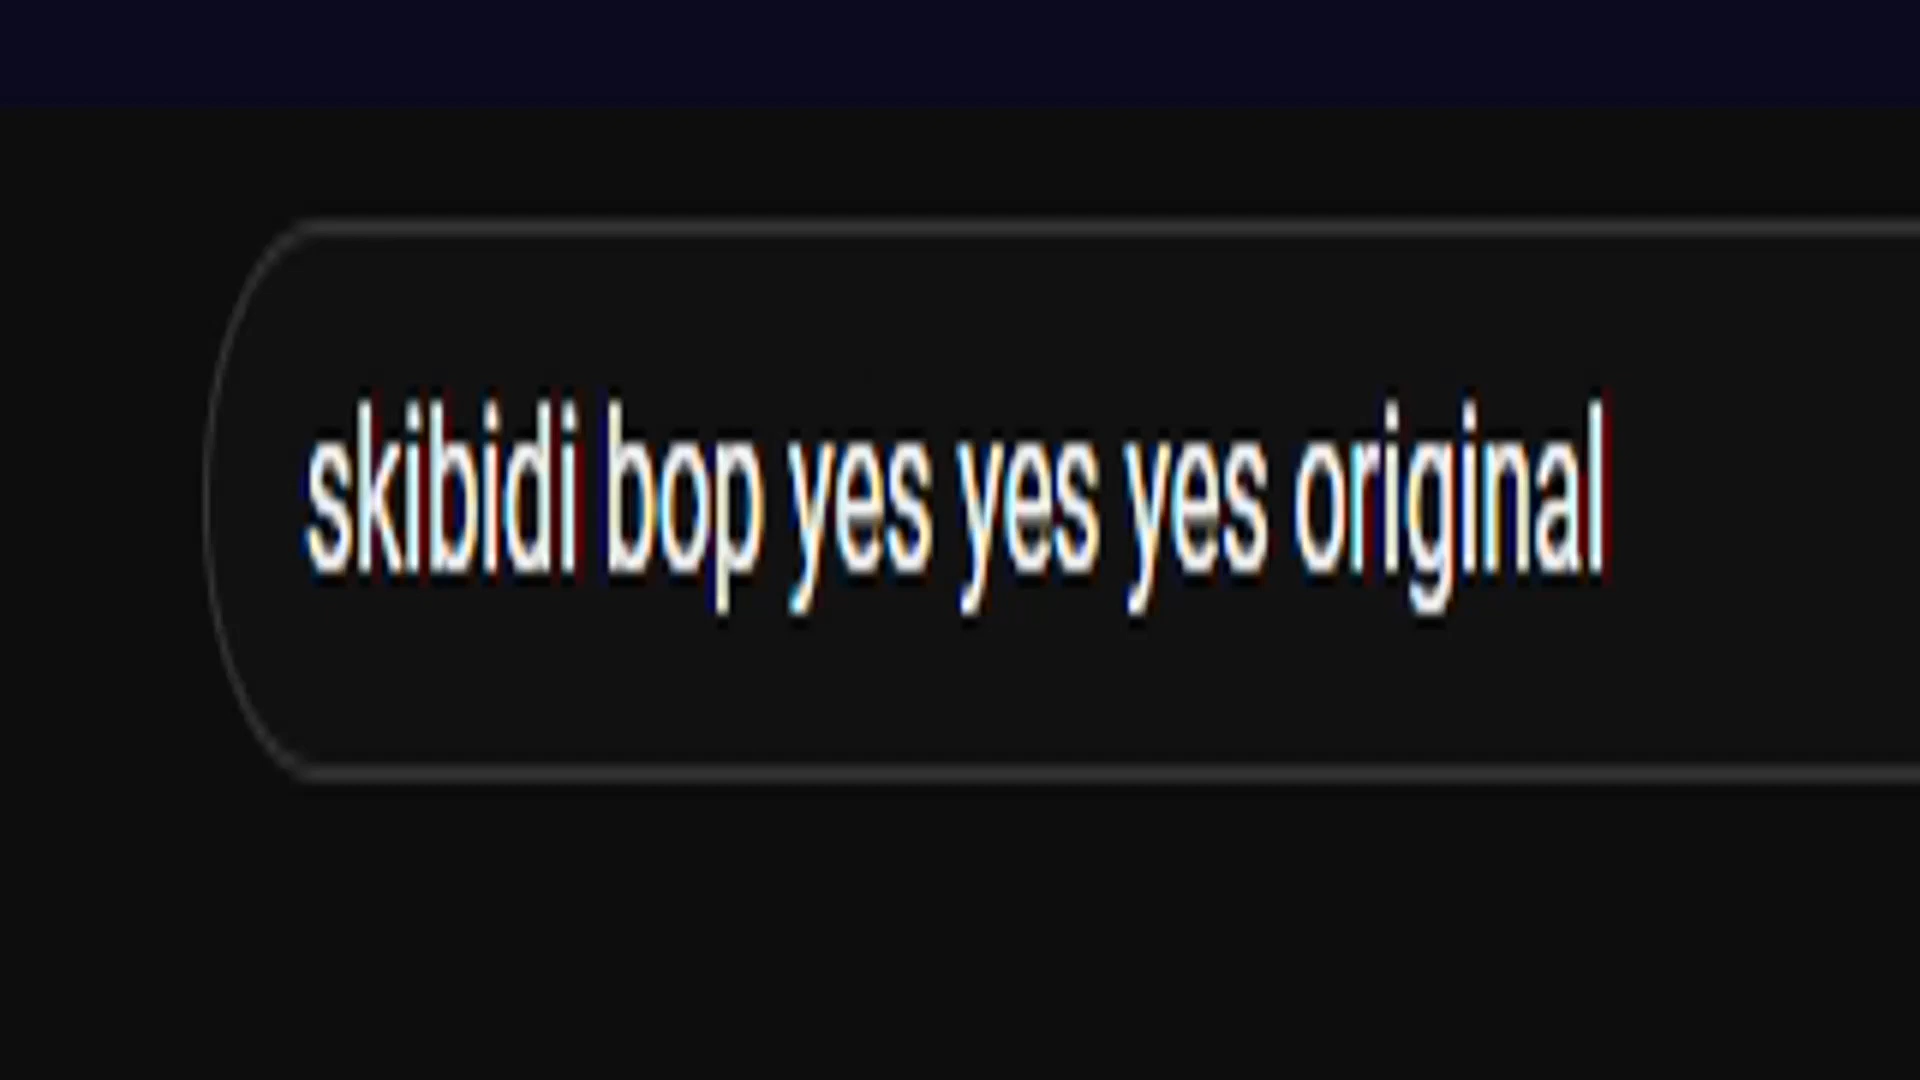 skibidi bop yes yes yes original